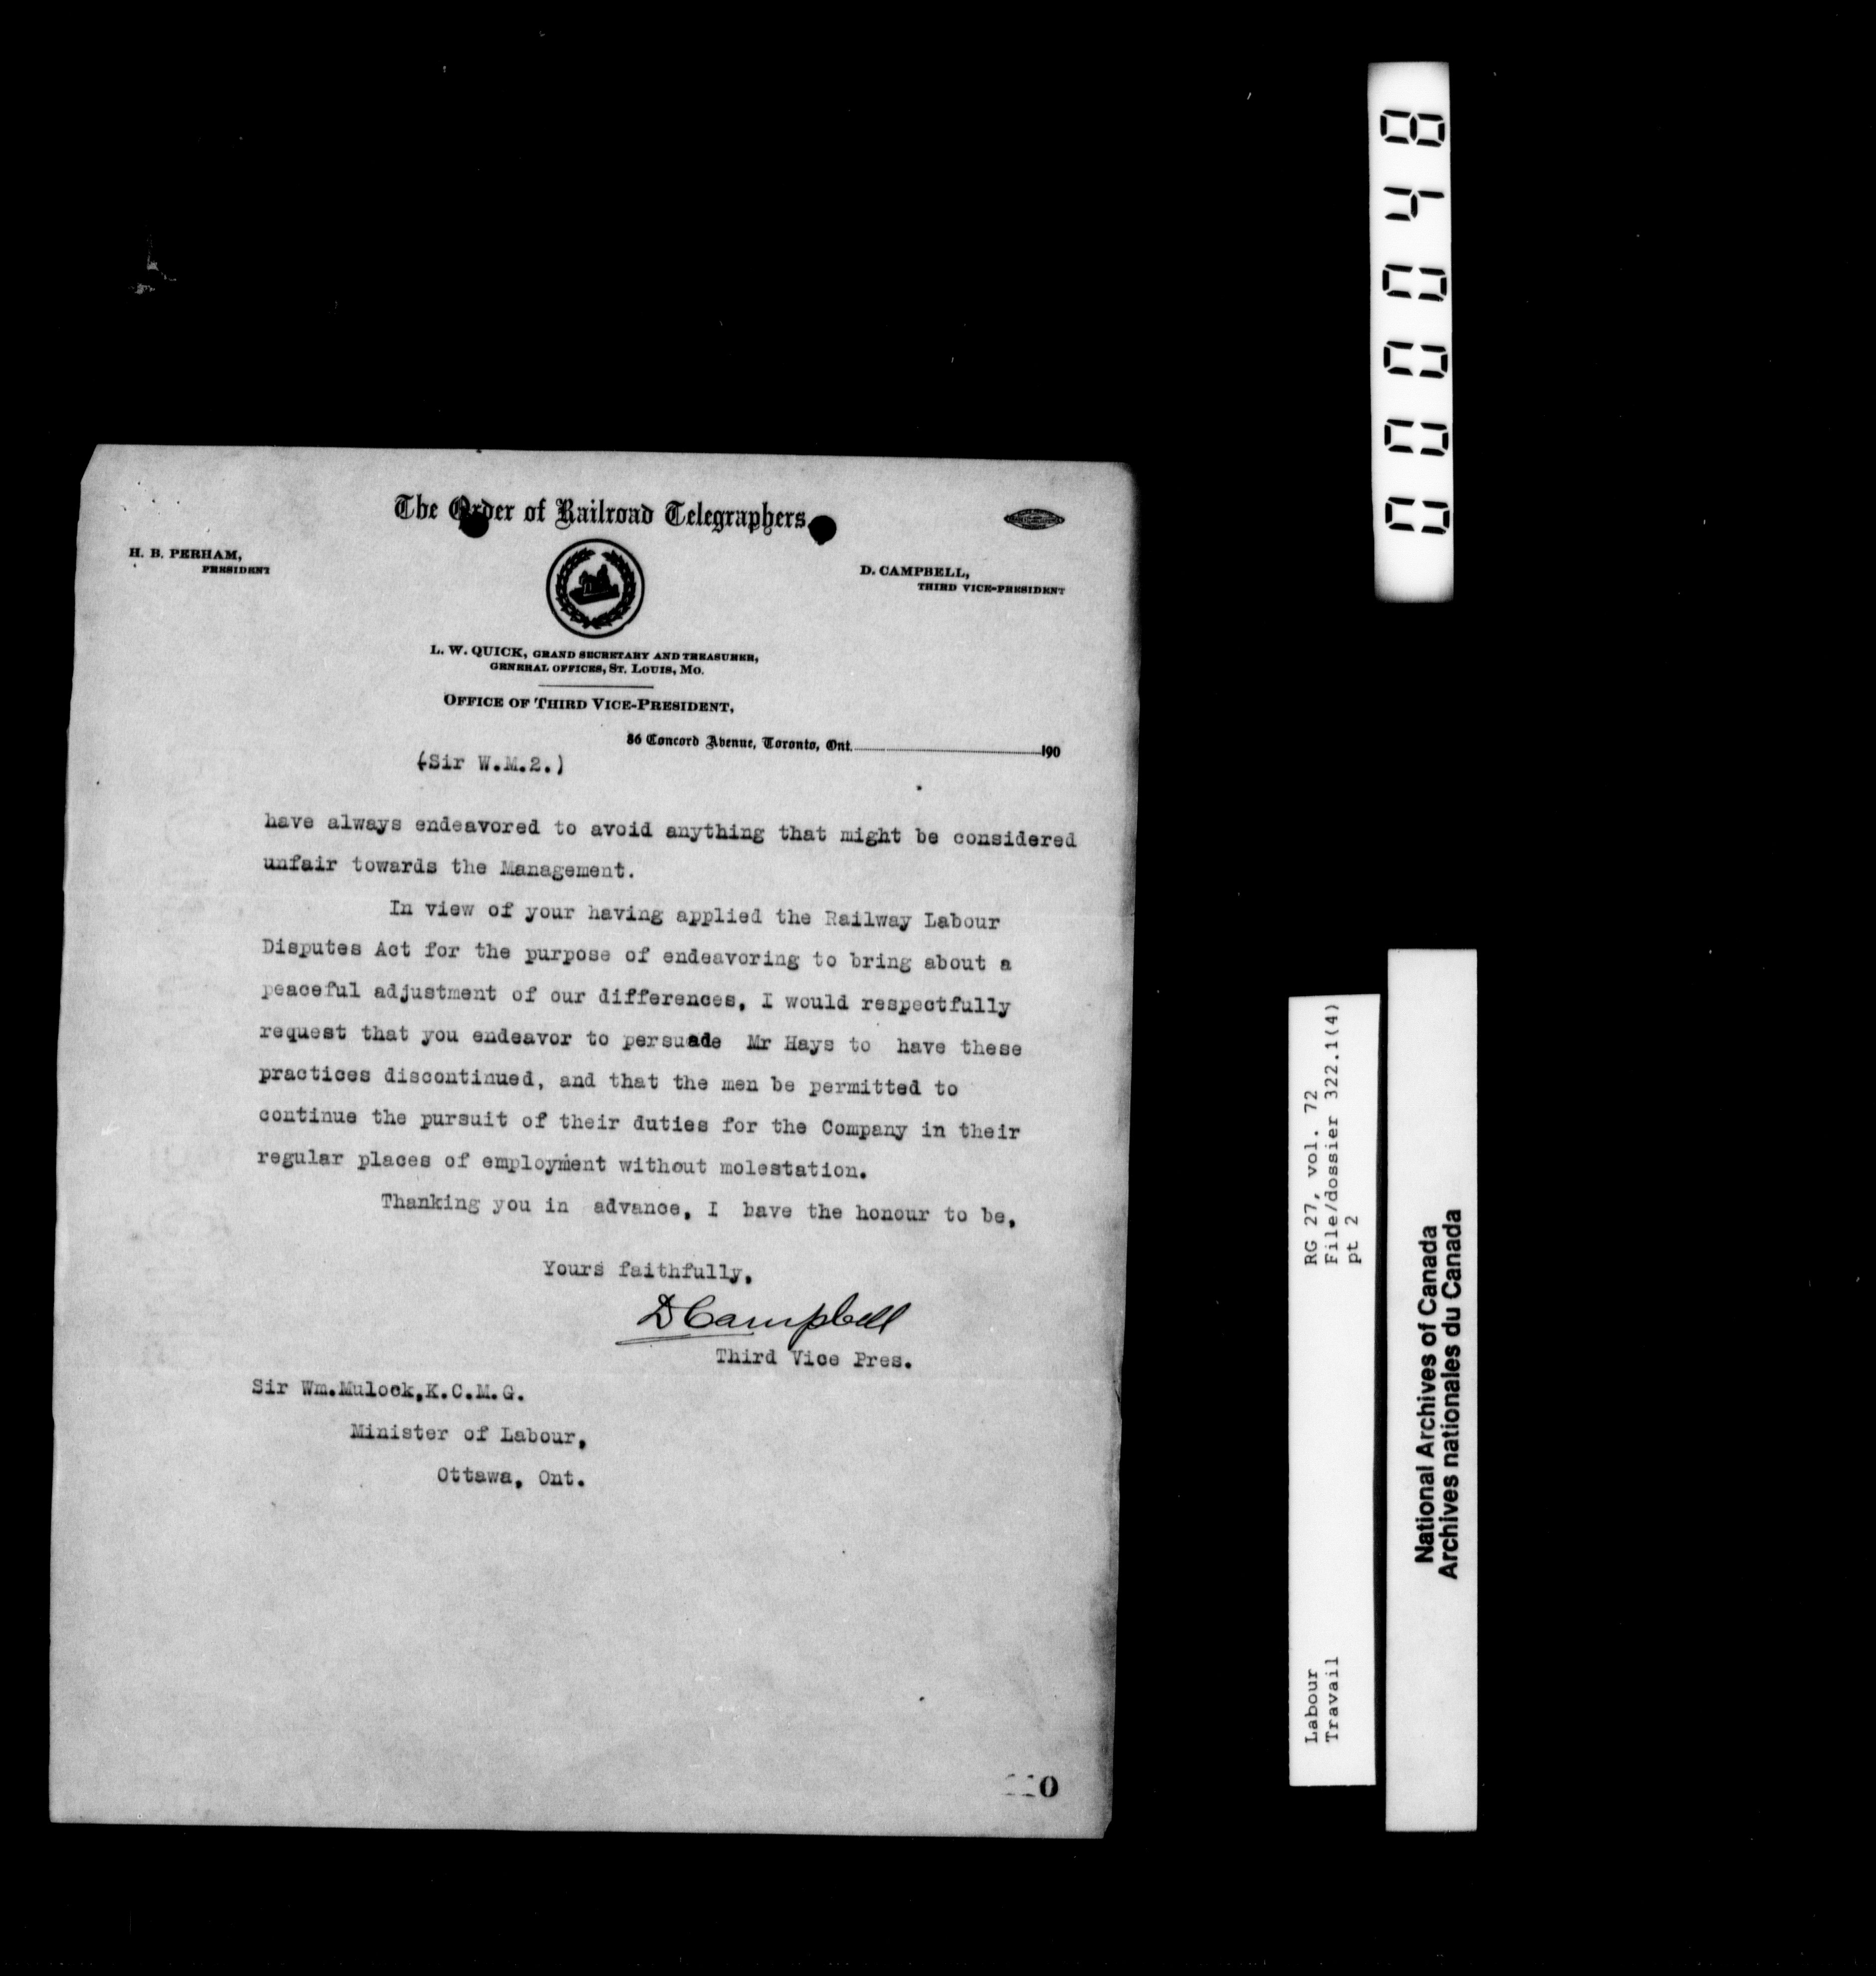 The Order of Railroad Telegraphers.
H. B. PERHAM,
PRESIDENT
D. CAMPBELL,
THIRD VICE-PRESIDENT
L. W. QUICK, GRAND SECRETARY AND TREASURER,
GENERAL OFFICES, ST. LOUIS, MO.
OFFICE OF THIRD VICE-PRESIDENT,
86 Concord Avenue, Toronto, Ont. 190
(Sir W.M.2.)
have always endeavored to avoid anything that might be considered
unfair towards the Management.
In view of your having applied the Railway Labour
Disputes Act for the purpose of endeavoring to bring about a
peaceful adjustment of our differences, I would respectfully
request that you endeavor to persuade Mr Hays to have these
practices discontinued, and that the men be permitted to
continue the pursuit of their duties for the Company in their
regular places of employment without molestation.
Thanking you in advance, I have the honour to be,
Yours faithfully,
D Campbell
Third Vice Pres.
Sir Wm.Mulock,K.C.M.G.
Minister of Labour,
Ottawa, Ont.
0
000048
Labour
Travail
RG 27, vol. 72
File/dossier 322.1(4)
pt 2
National Archives of Canada
Archives nationales du Canada